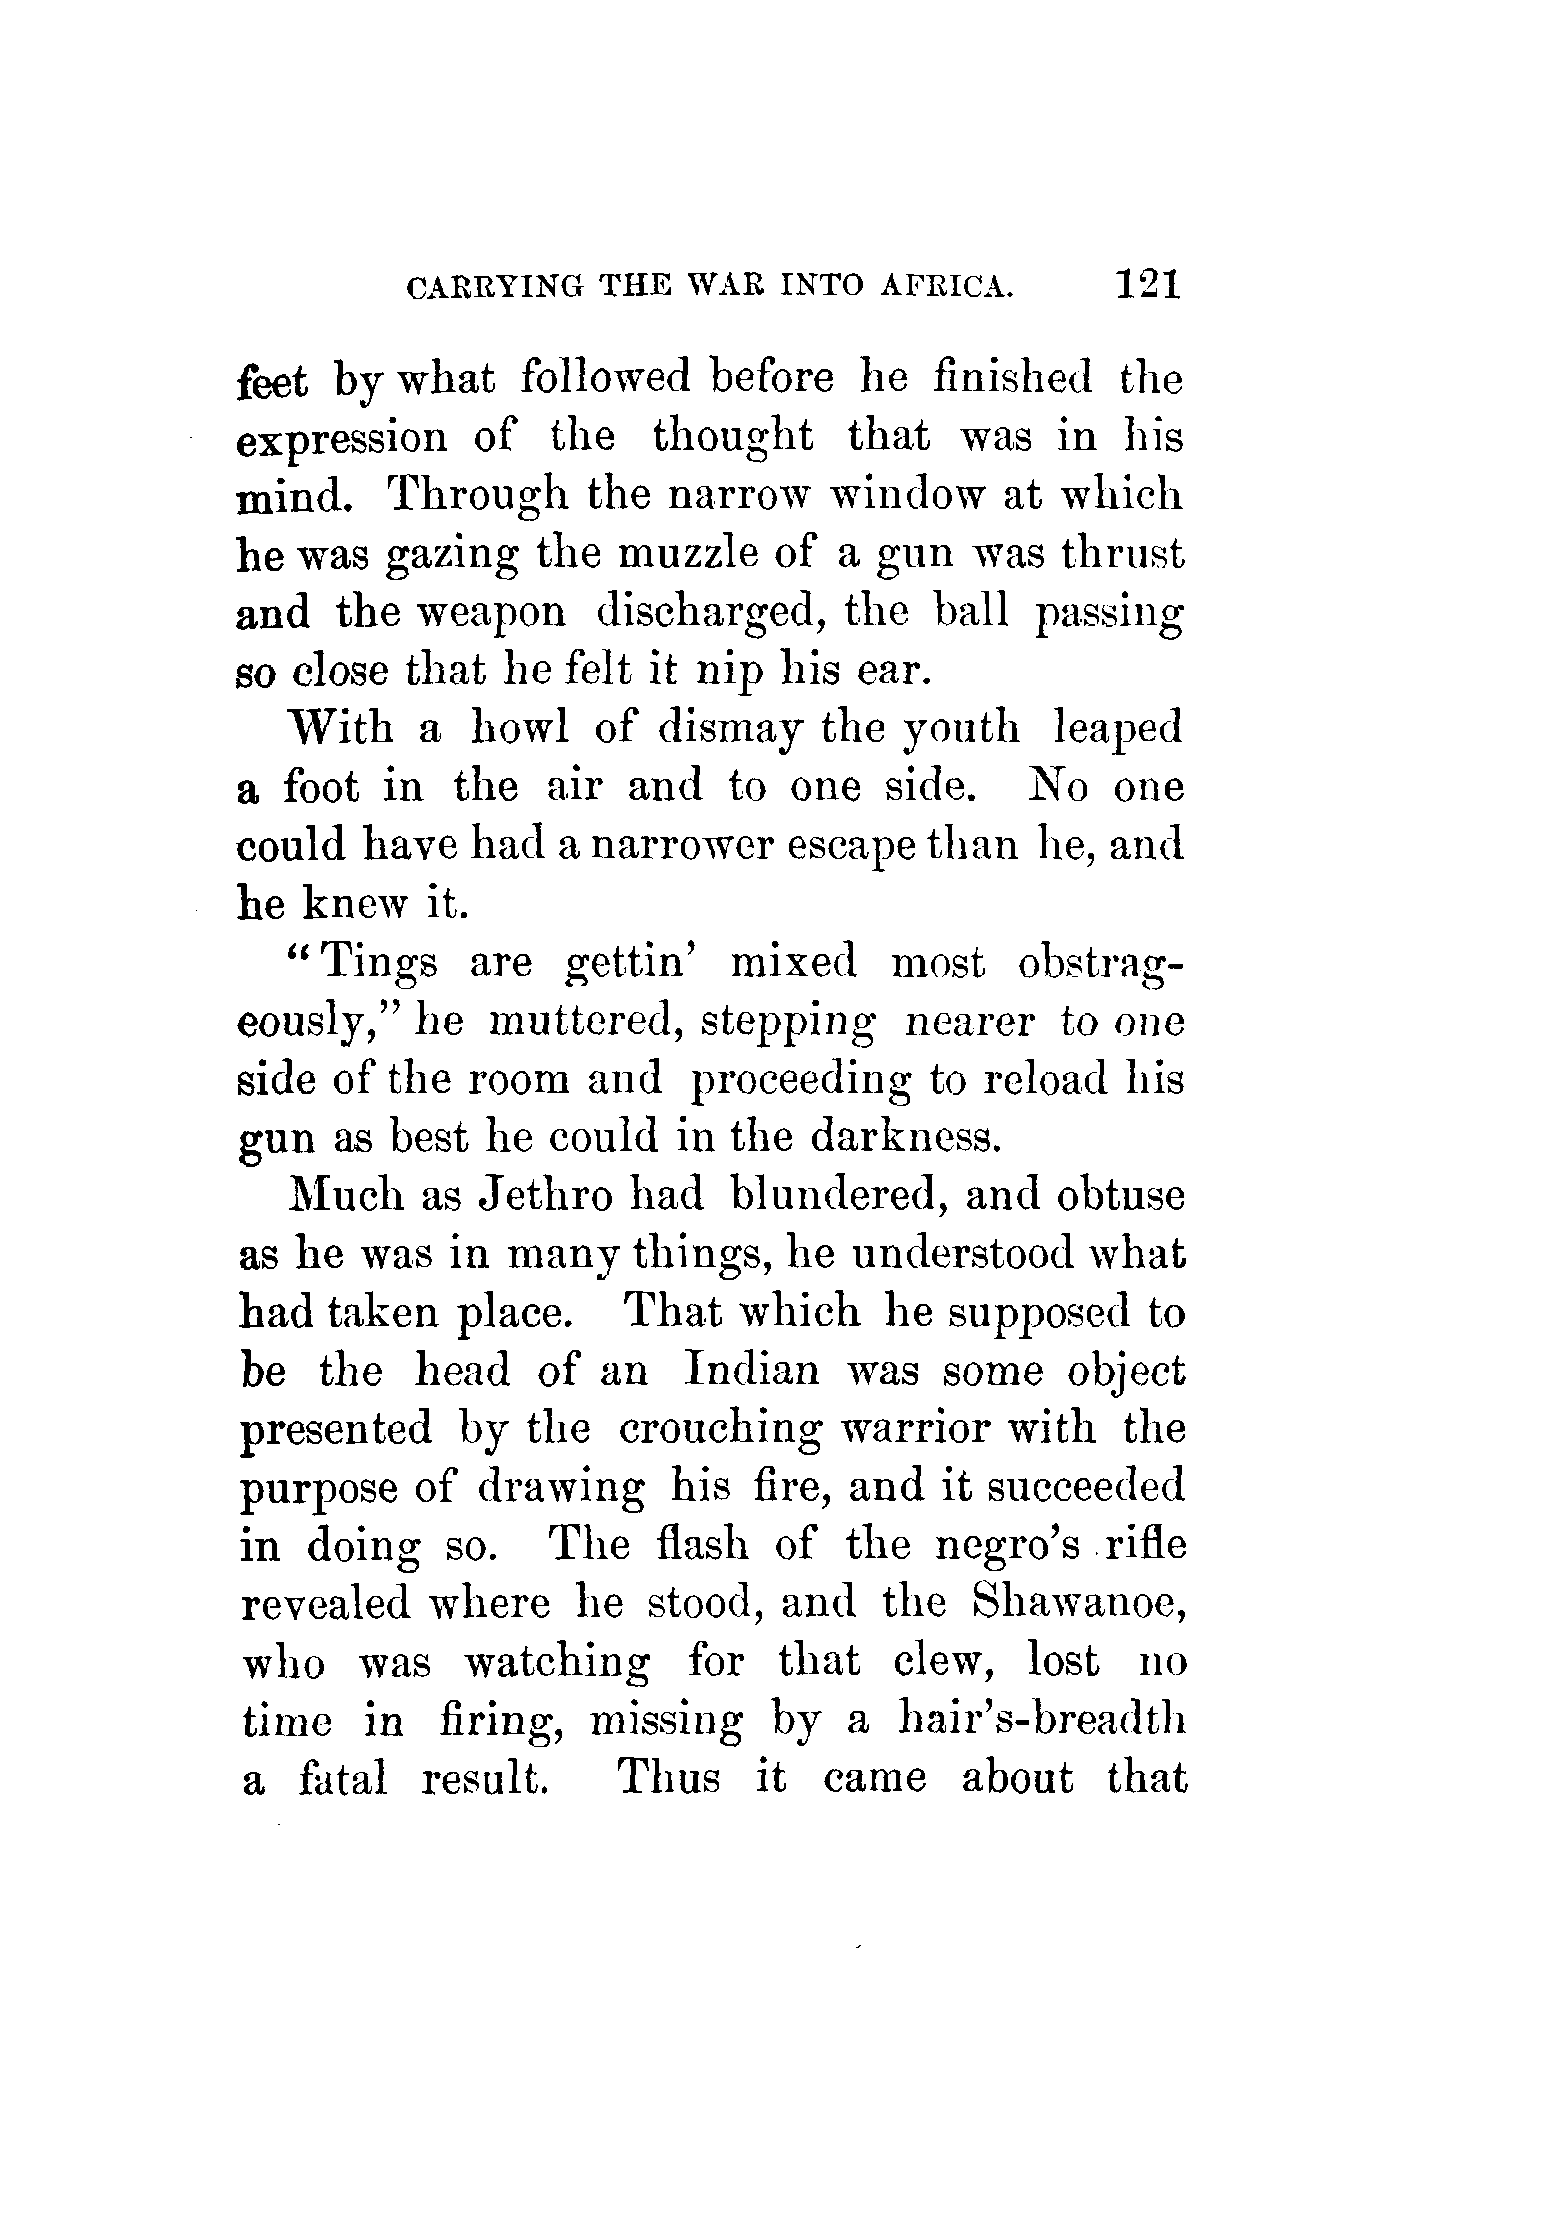 CARRYING THE WAR INTO AFRICA. 121
feet by what followed before he finished the
expression of the thought that was in his
mind. Through the narrow window at which
he was gazing the muzzle of a gun was thrust
and the weapon discharged, the ball passing
so close that he felt it nip his ear.
With a howl of dismay the youth leaped
a foot in the air and to one side. No one
could have had a narrower escape than he, and
he knew it.
“Tings are gettin’ mixed most obstrag-
eously,” he muttered, stepping nearer to one
side of the room and proceeding to reload his
gun as best he could in the darkness.
Much as Jethro had blundered, and obtuse
as he was in many things, he understood what
had taken place. That which he supposed to
be the head of an Indian was some object
presented by the crouching warrior with the
purpose of drawing his fire, and it succeeded
in doing so. The flash of the negro’s rifle
revealed where he stood, and the Shawanoe,
who was watching for that clew, lost no
time in firing, missing by a hair’s-breadth
a fatal result. Thus it came about that